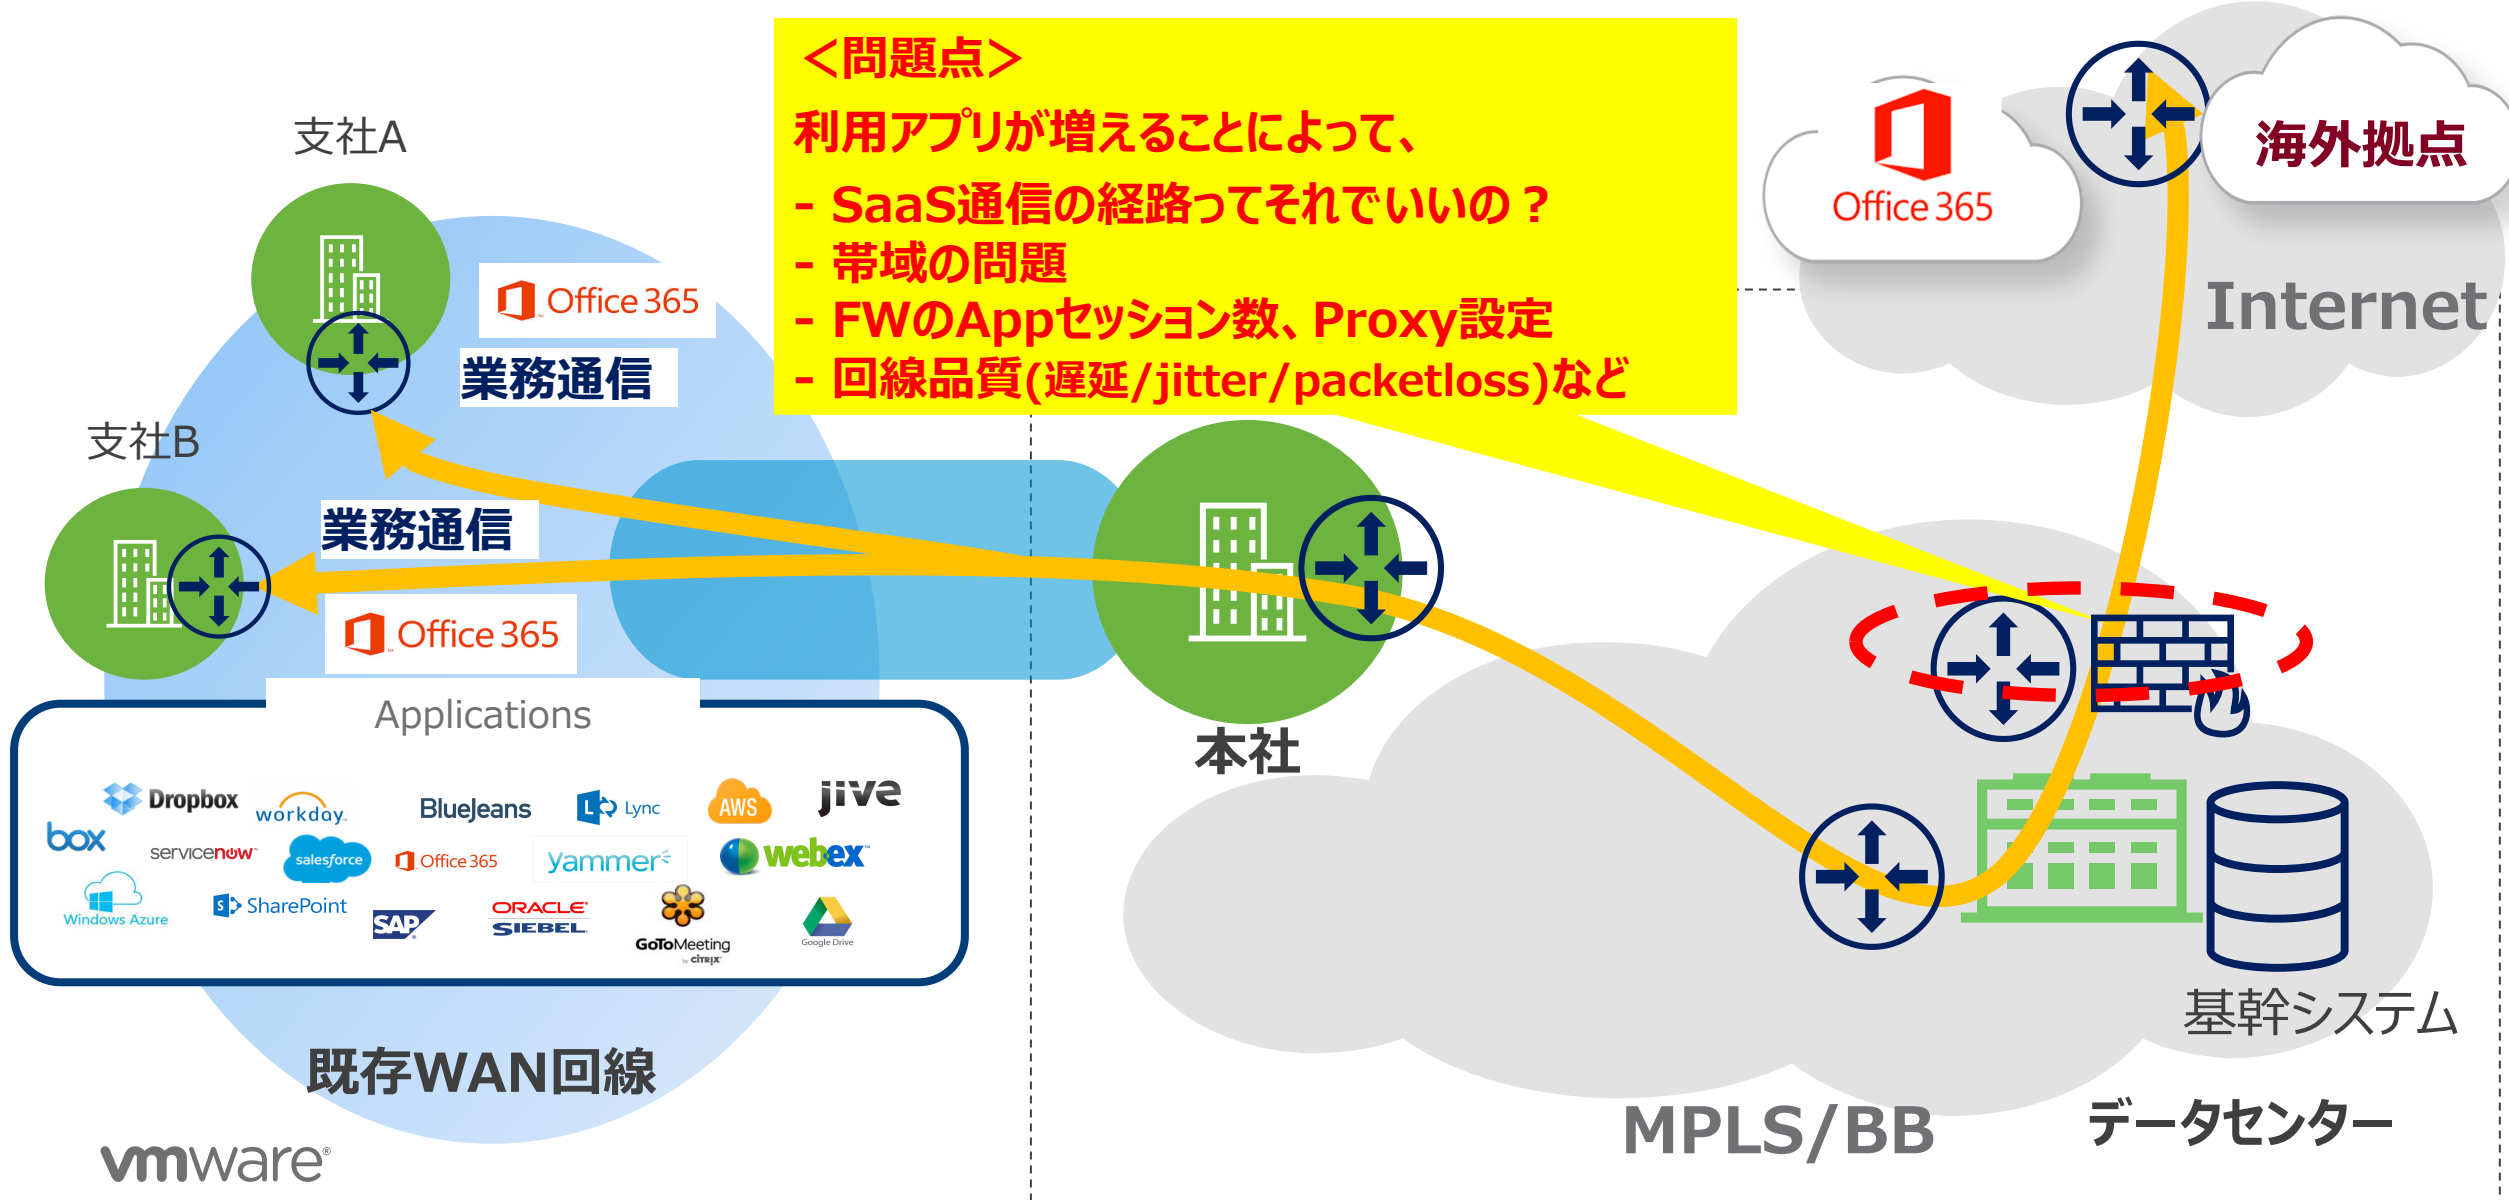 ＜問題点＞
利用アプリが増えることによって、
- SaaS通信の経路ってそれでいいの？
- 帯域の問題
- FWのAppセッション数、Proxy設定
- 回線品質(遅延/jitter/packetloss)など
支社A
Office 365
業務通信
支社B
業務通信
Office 365
Office 365
海外拠点
Internet
本社
Applications
Dropbox
workday
BlueJeans
Lync
AWS
jive
box
servicenow
salesforce
Office 365
yammer
webex
Windows Azure
SharePoint
SAP
ORACLE
SIEBEL
GoToMeeting
by CITRIX
Google Drive
既存WAN回線
基幹システム
MPLS/BB
データセンター
vmware®